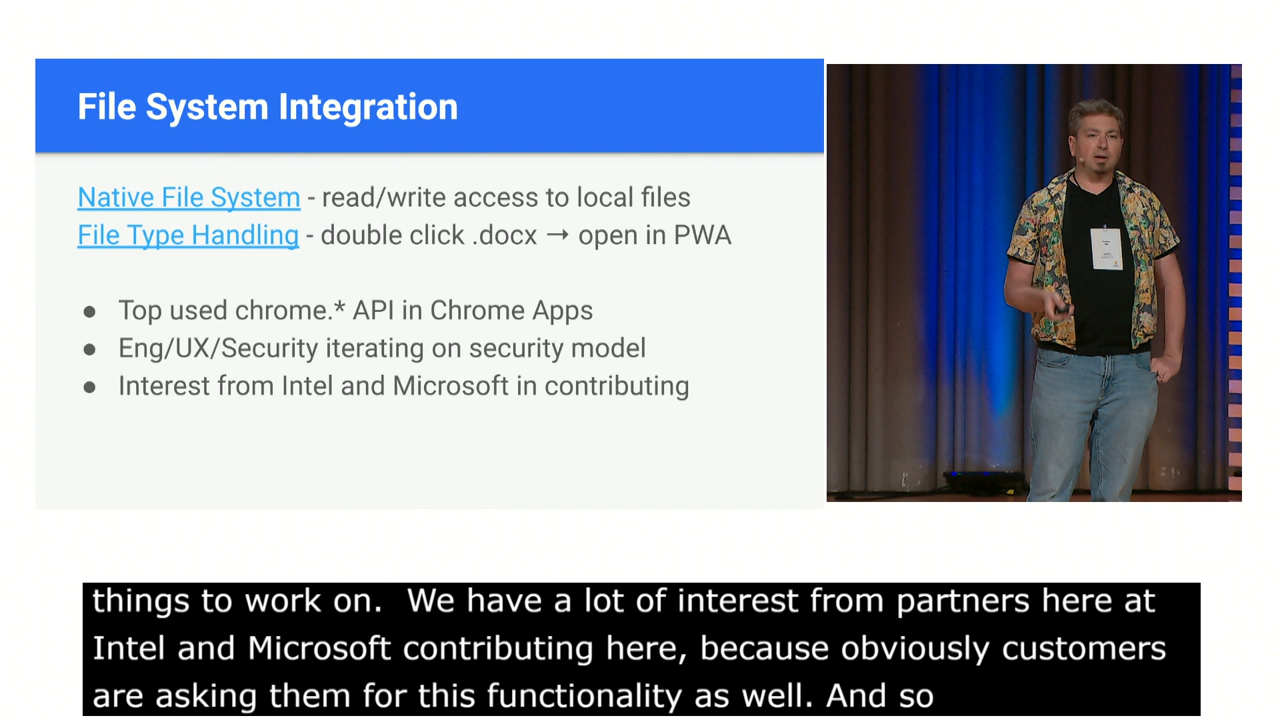 File System Integration
Native File System - read/write access to local files
File Type Handling - double click .docx → open in PWA
● Top used chrome.* API in Chrome Apps
● Eng/UX/Security iterating on security model
● Interest from Intel and Microsoft in contributing
things to work on.  We have a lot of interest from partners here at
Intel and Microsoft contributing here, because obviously customers
are asking them for this functionality as well. And so